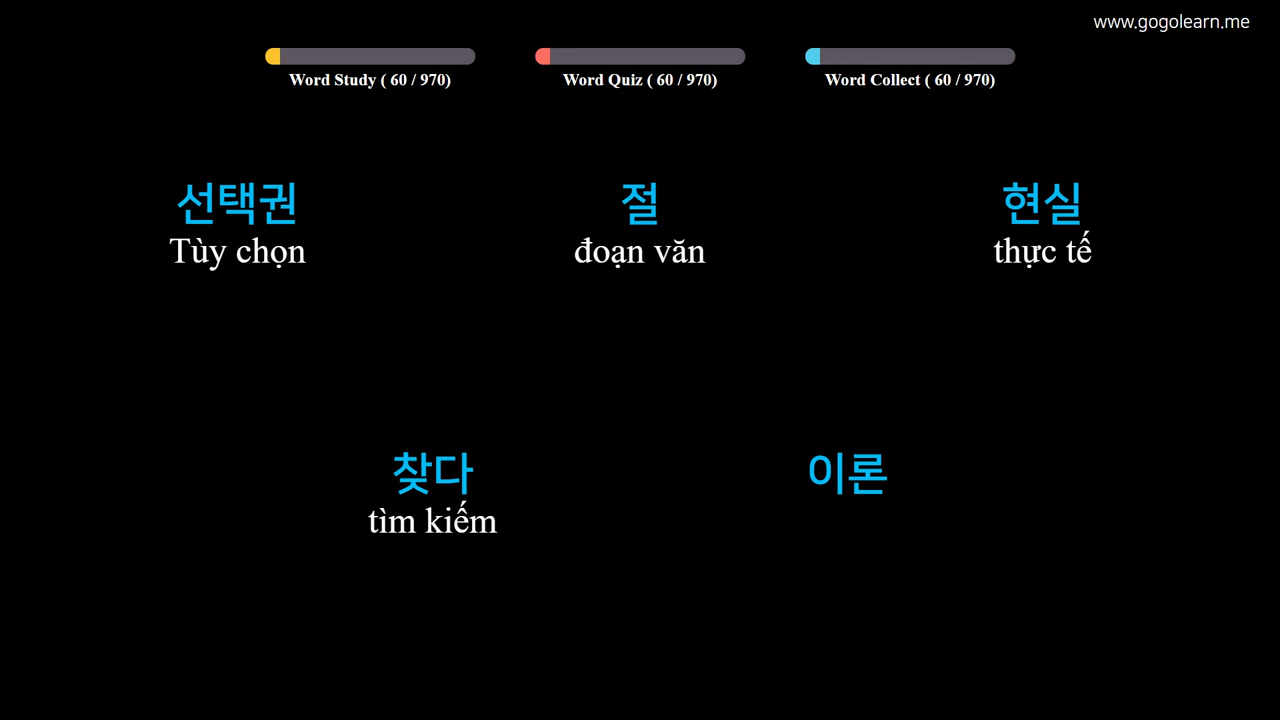 www.gogolearn.me
Word Study ( 60 / 970)
Word Quiz ( 60 / 970)
Word Collect ( 60 / 970)
선택권
Tùy chọn
절
đoạn văn
현실
thực tế
찾다
tìm kiếm
이론